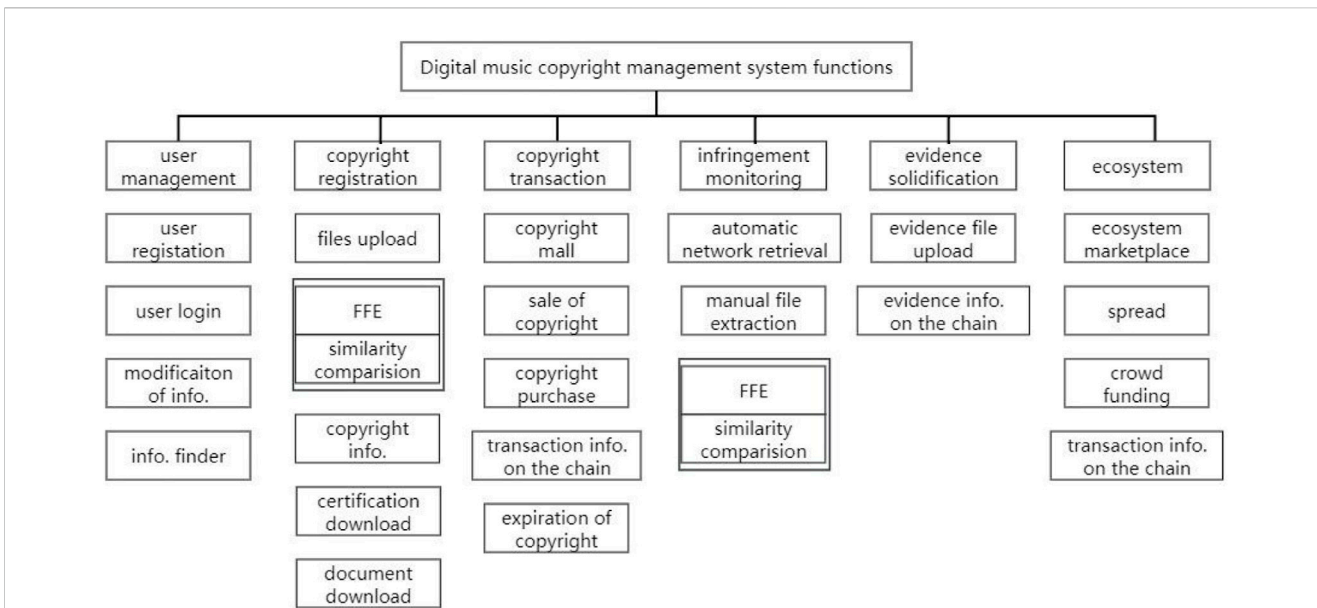 Digital music copyright management system functions
user
management
copyright
registration
copyright
transaction
infringement
monitoring
evidence
solidification
ecosystem
user
registation
user login
modificaiton
of info.
info. finder
files upload
FFE
similarity
comparision
copyright
info.
certification
download
document
download
copyright
mall
sale of
copyright
copyright
purchase
transaction info.
on the chain
expiration of
copyright
automatic
network retrieval
manual file
extraction
FFE
similarity
comparision
evidence file
upload
evidence info.
on the chain
ecosystem
marketplace
spread
crowd
funding
transaction info.
on the chain